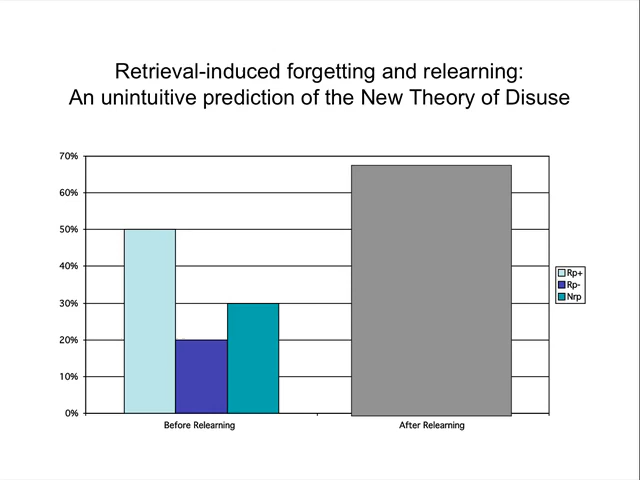 Retrieval-induced forgetting and relearning:
An unintuitive prediction of the New Theory of Disuse
70%
60%
50%
40%
30%
20%
10%
0%
Before Relearning
After Relearning
Rp+
Rp-
Nrp